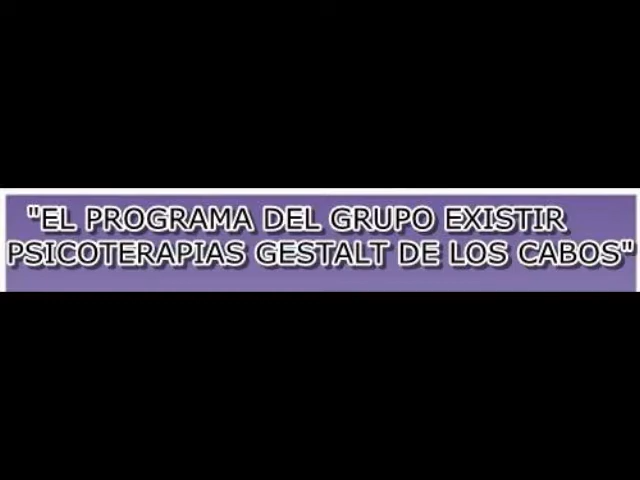 "EL PROGRAMA DEL GRUPO EXISTIR
PSICOTERAPIAS GESTALT DE LOS CABOS"